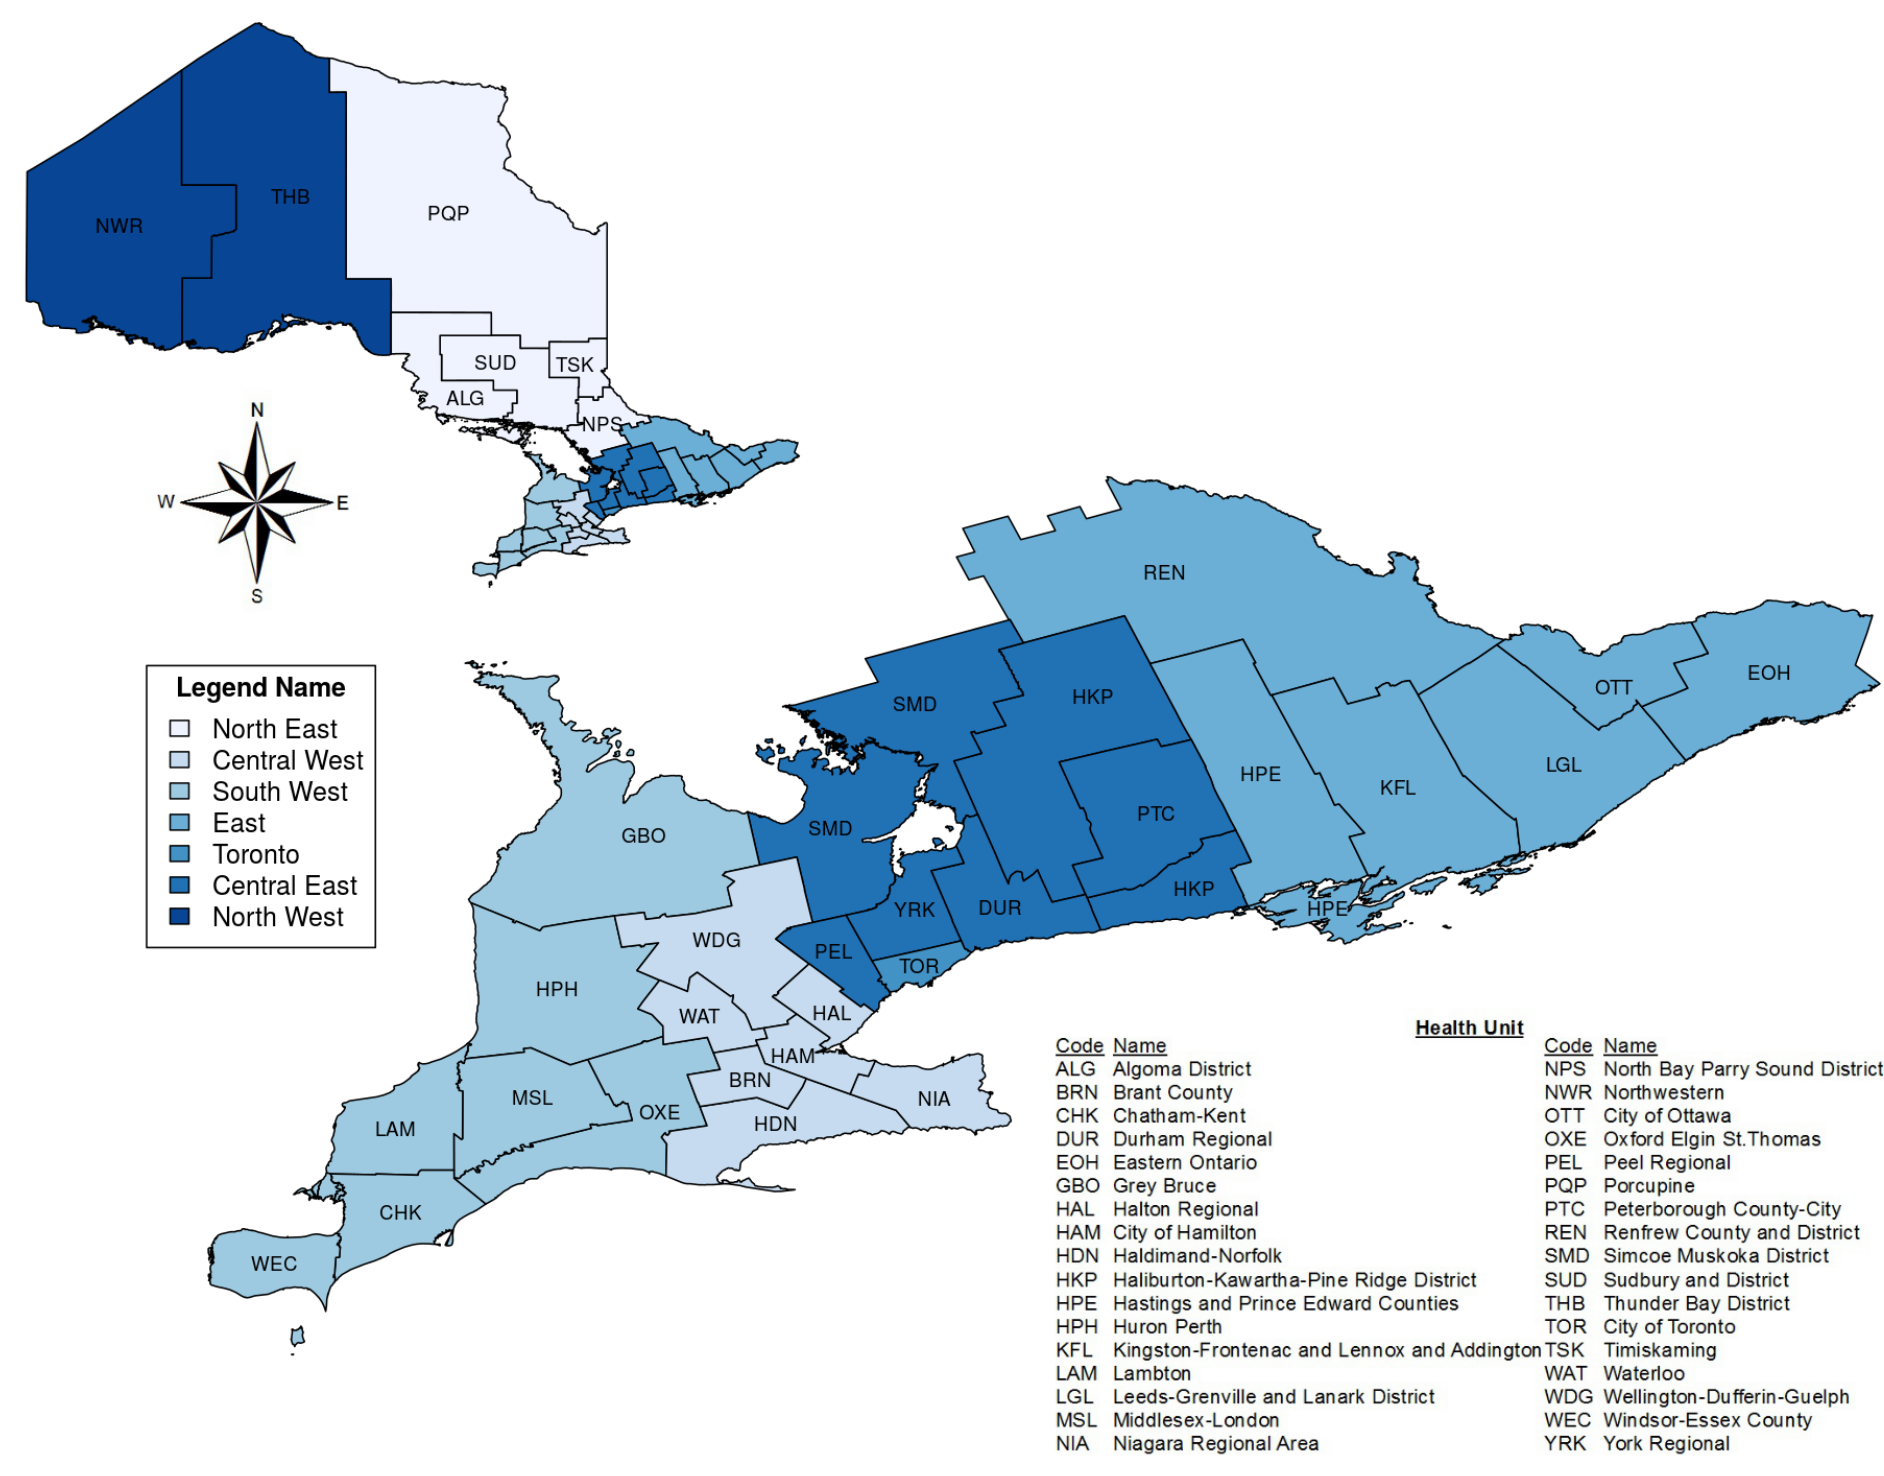 THB
NWR
PQP
SUD
TSK
ALG
NPS
N
W
E
S
Legend Name
North East
Central West
South West
East
Toronto
Central East
North West
REN
EOH
OTT
SMD
HKP
LGL
HPE
KFL
PTC
SMD
GBO
HKP
YRK
DUR
HPE
WDG
PEL
TOR
HPH
WAT
HAL
HAM
BRN
MSL
NIA
OXE
HDN
LAM
CHK
WEC
Health Unit
Code Name
ALG Algoma District
BRN Brant County
CHK Chatham-Kent
DUR Durham Regional
EOH Eastern Ontario
GBO Grey Bruce
HAL Halton Regional
HAM City of Hamilton
HDN Haldimand-Norfolk
HKP Haliburton-Kawartha-Pine Ridge District
HPE Hastings and Prince Edward Counties
HPH Huron Perth
KFL Kingston-Frontenac and Lennox and Addington
LAM Lambton
LGL Leeds-Grenville and Lanark District
MSL Middlesex-London
NIA Niagara Regional Area
Code Name
NPS North Bay Parry Sound District
NWR Northwestern
OTT City of Ottawa
OXE Oxford Elgin St.Thomas
PEL Peel Regional
PQP Porcupine
PTC Peterborough County-City
REN Renfrew County and District
SMD Simcoe Muskoka District
SUD Sudbury and District
THB Thunder Bay District
TOR City of Toronto
TSK Timiskaming
WAT Waterloo
WDG Wellington-Dufferin-Guelph
WEC Windsor-Essex County
YRK York Regional